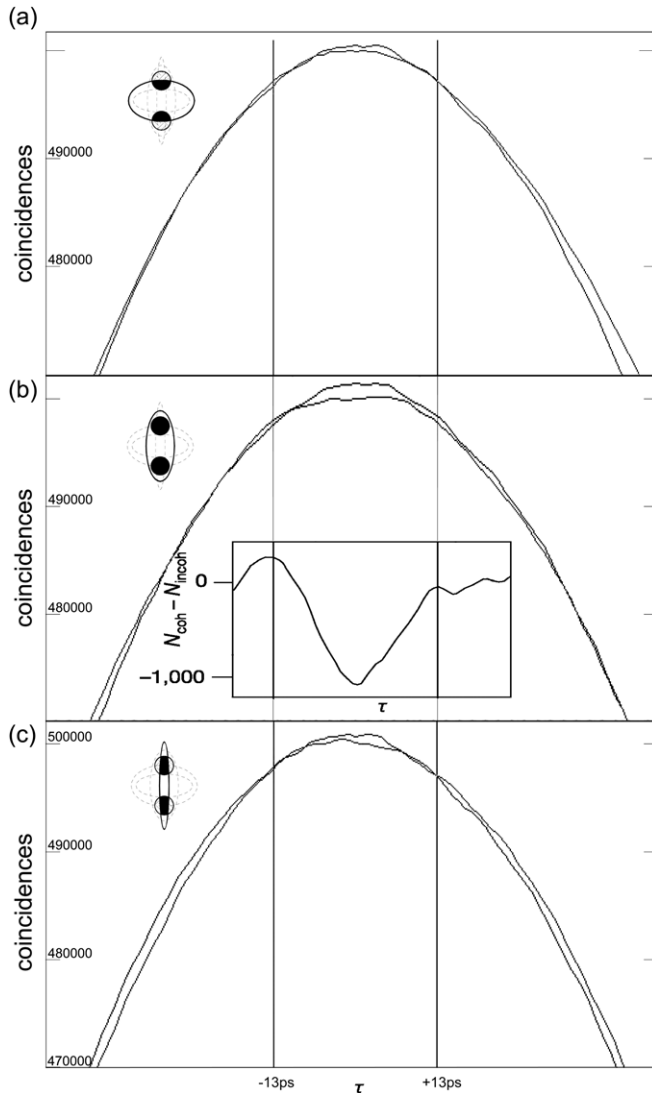 (a)
coincidences
490000
480000
(b)
coincidences
490000
480000
N_coh – N_incoh
0
–1,000
τ
(c)
coincidences
500000
490000
480000
470000
-13ps
τ
+13ps